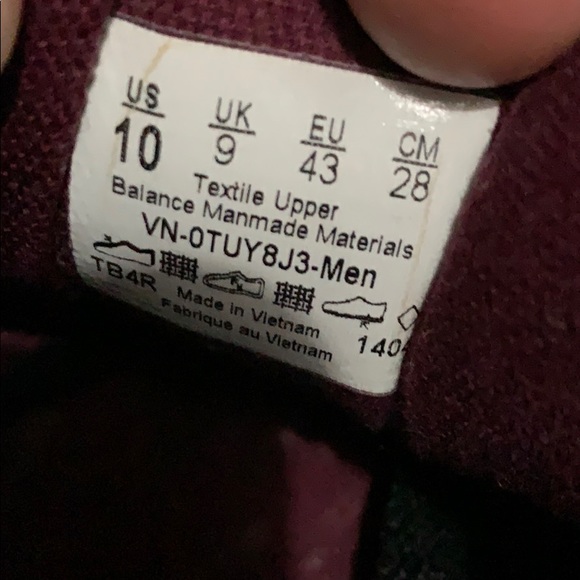 US UK EU CM
10 9 43 28
Textile Upper
Balance Manmade Materials
VN-0TUY8J3-Men
TB4R
Made in Vietnam
Fabrique au Vietnam
140